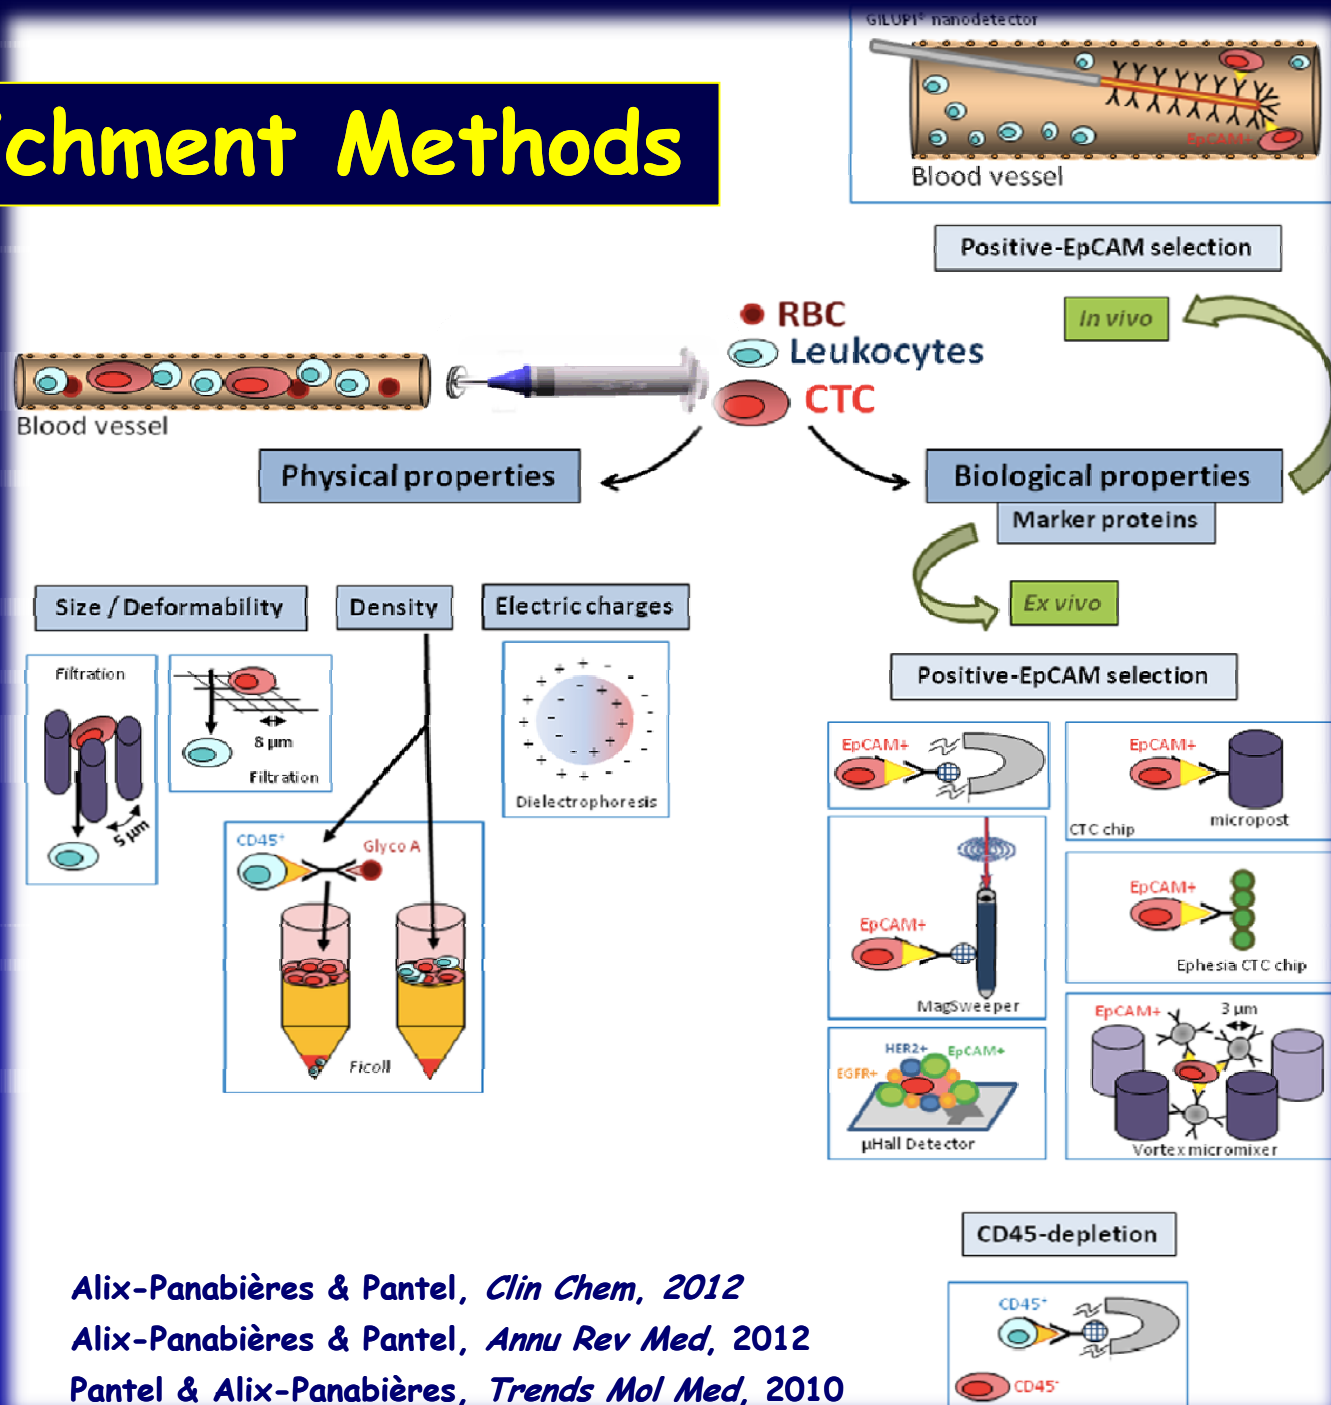 GILUPI® nanodetector
EpCAM+
Blood vessel
chment Methods
Positive-EpCAM selection
In vivo
RBC
Leukocytes
CTC
Blood vessel
Physical properties
Biological properties
Marker proteins
Ex vivo
Size / Deformability
Density
Electric charges
Positive-EpCAM selection
Filtration
5 µm
8 µm
Filtration
Dielectrophoresis
CD45+
Glyco A
Ficoll
EpCAM+
EpCAM+
CTC chip
micropost
EpCAM+
MagSweeper
EpCAM+
Ephesia CTC chip
HER2+
EpCAM+
EGFR+
µHall Detector
EpCAM+
3 µm
Vortex micromixer
CD45-depletion
CD45+
CD45-
Alix-Panabières & Pantel, Clin Chem, 2012
Alix-Panabières & Pantel, Annu Rev Med, 2012
Pantel & Alix-Panabières, Trends Mol Med, 2010